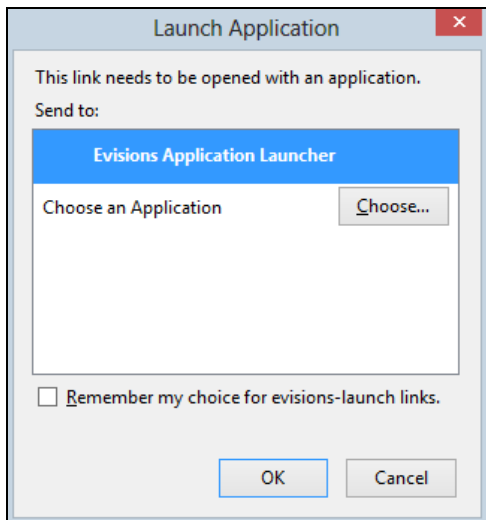 Launch Application
This link needs to be opened with an application.
Send to:
Evisions Application Launcher
Choose an Application
Choose...
Remember my choice for evisions-launch links.
OK
Cancel